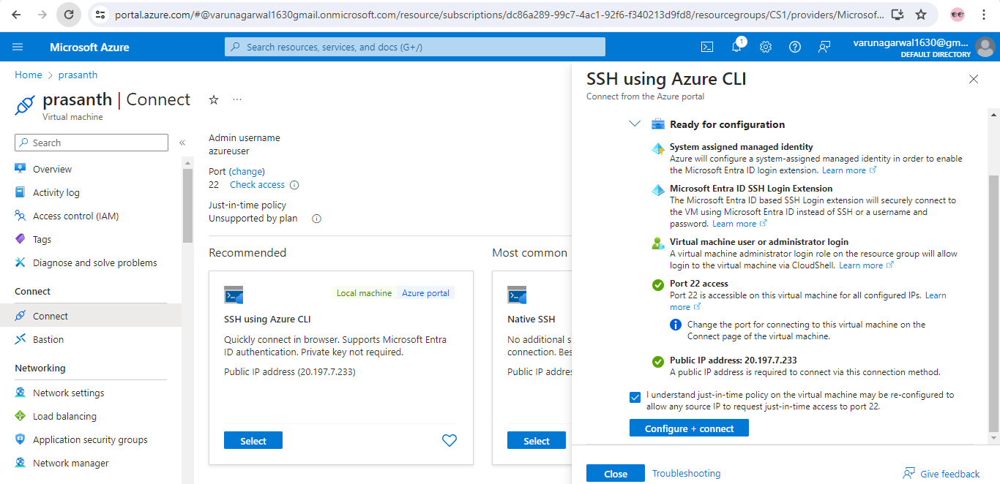 portal.azure.com/#@varunagarwal1630gmail.onmicrosoft.com/resource/subscriptions/dc86a289-99c7-4ac1-92f6-f340213d9fd8/resourcegroups/CS1/providers/Microsof...
Microsoft Azure
Search resources, services, and docs (G+/)
1
varunagarwal1630@gm...
DEFAULT DIRECTORY
Home > prasanth
prasanth | Connect
Virtual machine
Search
Overview
Activity log
Access control (IAM)
Tags
Diagnose and solve problems
Connect
Connect
Bastion
Networking
Network settings
Load balancing
Application security groups
Network manager
Admin username
azureuser
Port (change)
22 Check access
Just-in-time policy
Unsupported by plan
Recommended
Local machine Azure portal
SSH using Azure CLI
Quickly connect in browser. Supports Microsoft Entra
ID authentication. Private key not required.
Public IP address (20.197.7.233)
Select
Most common
Native SSH
No additional
connection.
Public IP
Select
SSH using Azure CLI
Connect from the Azure portal
Ready for configuration
System assigned managed identity
Azure will configure a system-assigned managed identity in order to enable
the Microsoft Entra ID login extension. Learn more
Microsoft Entra ID SSH Login Extension
The Microsoft Entra ID based SSH Login extension will securely connect to
the VM using Microsoft Entra ID instead of SSH or a username and
password. Learn more
Virtual machine user or administrator login
A virtual machine administrator login role on the resource group will allow
login to the virtual machine via CloudShell. Learn more
Port 22 access
Port 22 is accessible on this virtual machine for all configured IPs. Learn
more
Change the port for connecting to this virtual machine on the
Connect page of the virtual machine.
Public IP address: 20.197.7.233
A public IP address is required to connect via this connection method.
I understand just-in-time policy on the virtual machine may be re-configured to
allow any source IP to request just-in-time access to port 22.
Configure + connect
Close
Troubleshooting
Give feedback